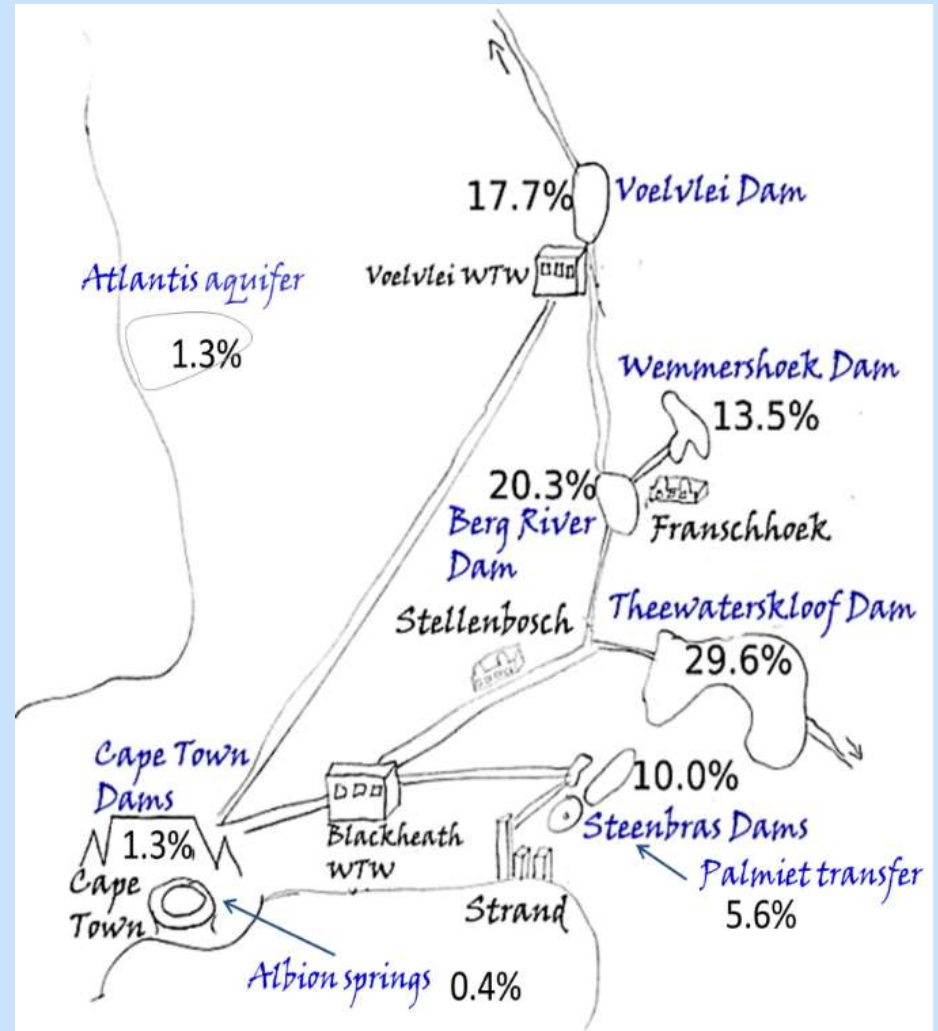 17.7%
Voelvlei Dam
Voelvlei WTW
Atlantis aquifer
1.3%
Wemmershoek Dam
13.5%
20.3%
Berg River
Dam
Franschhoek
Stellenbosch
Theewaterskloof Dam
29.6%
Cape Town
Dams
1.3%
Cape
Town
Blackheath
WTW
10.0%
Steenbras Dams
Palmiet transfer
5.6%
Strand
Albion springs 0.4%